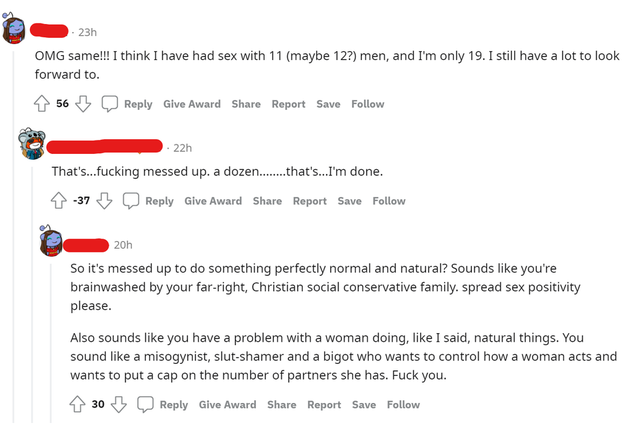 · 23h
OMG same!!! I think I have had sex with 11 (maybe 12?) men, and I'm only 19. I still have a lot to look
forward to.
56 Reply Give Award Share Report Save Follow
· 22h
That's...fucking messed up. a dozen........that's...I'm done.
-37 Reply Give Award Share Report Save Follow
20h
So it's messed up to do something perfectly normal and natural? Sounds like you're
brainwashed by your far-right, Christian social conservative family. spread sex positivity
please.
Also sounds like you have a problem with a woman doing, like I said, natural things. You
sound like a misogynist, slut-shamer and a bigot who wants to control how a woman acts and
wants to put a cap on the number of partners she has. Fuck you.
30 Reply Give Award Share Report Save Follow